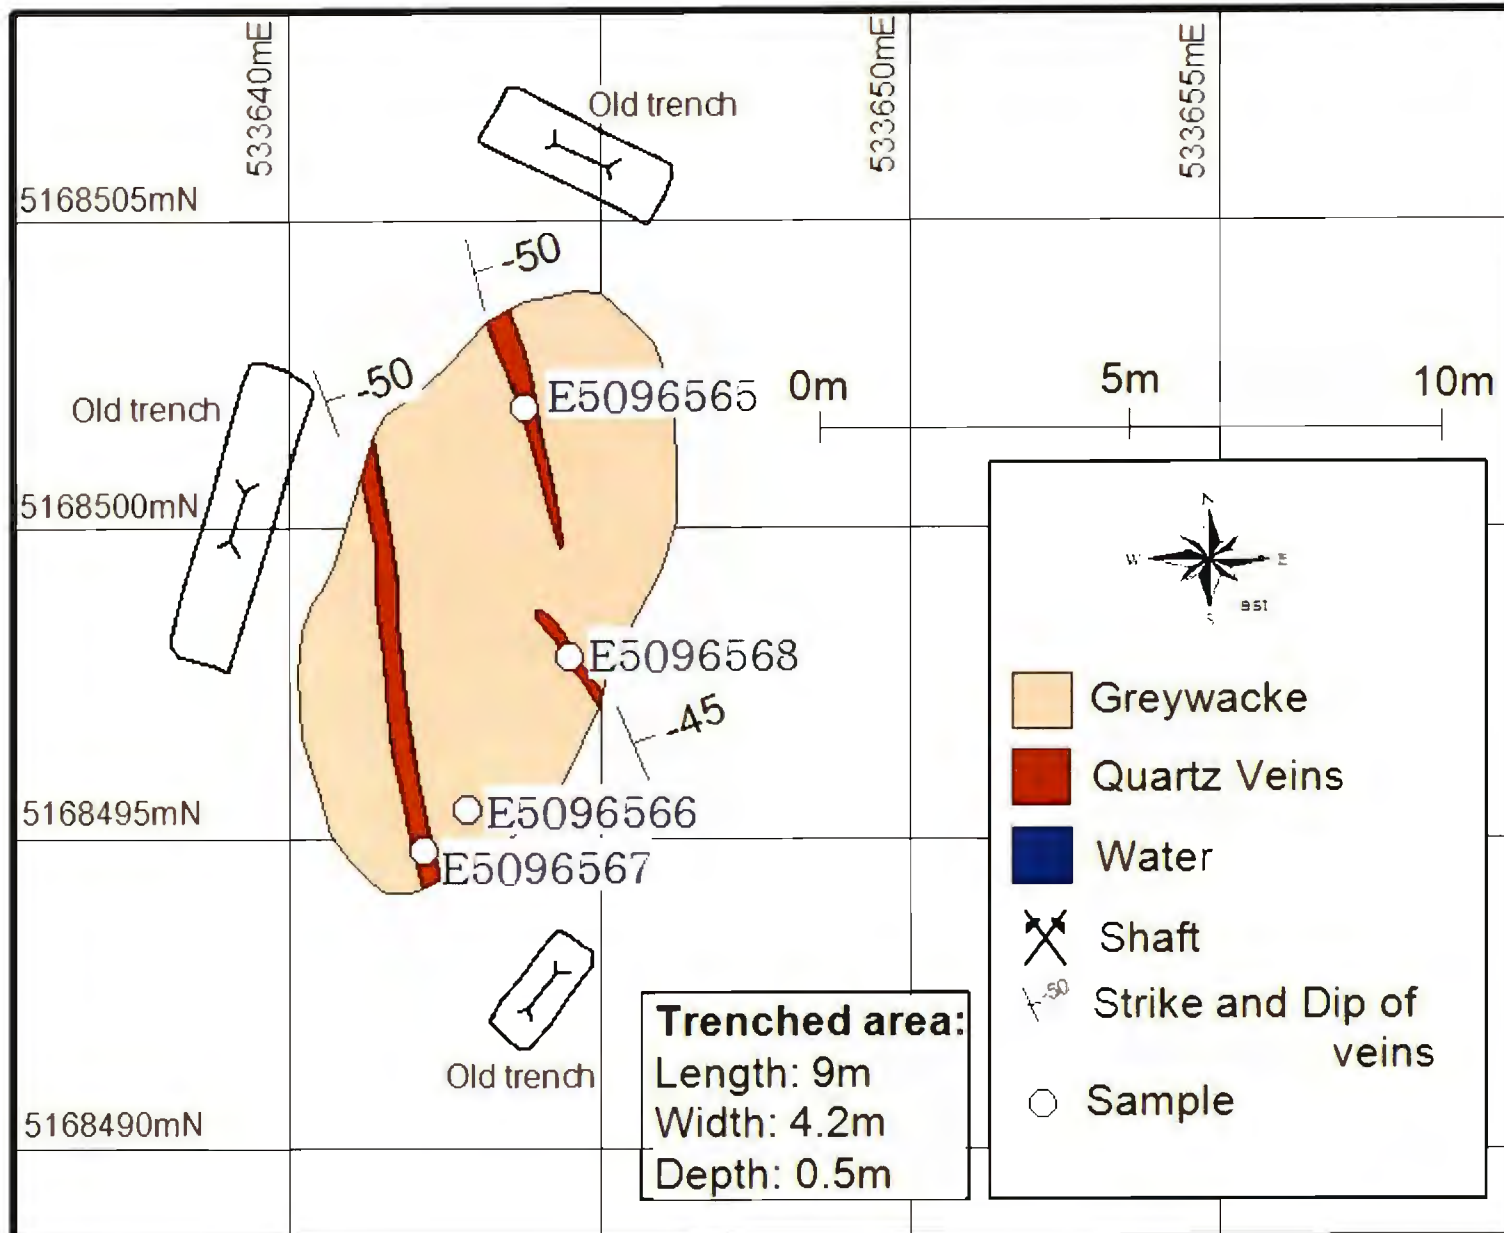 533640mE
533650mE
533655mE
Old trench
5168505mN
-50
-50
E5096565
0m
5m
10m
Old trench
5168500mN
N
W
E
S
E5096568
Greywacke
-45
Quartz Veins
5168495mN
E5096566
E5096567
Water
Shaft
-50
Strike and Dip of
veins
Trenched area:
Length: 9m
Width: 4.2m
Depth: 0.5m
Old trench
5168490mN
Sample